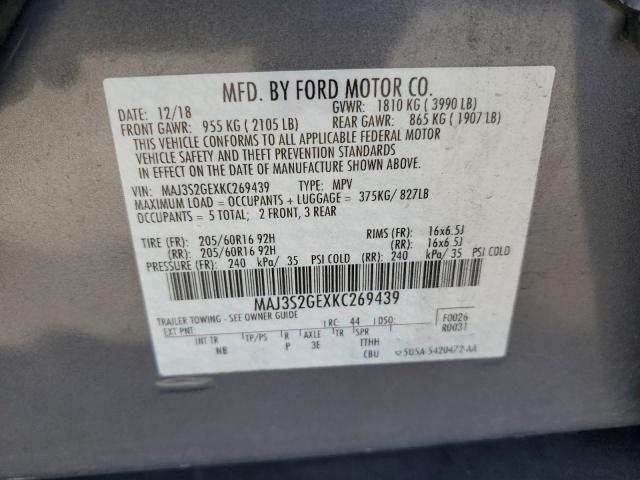 MFD. BY FORD MOTOR CO.
DATE: 12/18 GVWR: 1810 KG ( 3990 LB)
FRONT GAWR: 955 KG ( 2105 LB) REAR GAWR: 865 KG ( 1907 LB)
THIS VEHICLE CONFORMS TO ALL APPLICABLE FEDERAL MOTOR
VEHICLE SAFETY AND THEFT PREVENTION STANDARDS
IN EFFECT ON THE DATE OF MANUFACTURE SHOWN ABOVE.
VIN: MAJ3S2GEXKC269439 TYPE: MPV
MAXIMUM LOAD = OCCUPANTS + LUGGAGE = 375KG/ 827LB
OCCUPANTS = 5 TOTAL; 2 FRONT, 3 REAR
TIRE (FR): 205/60R16 92H RIMS (FR): 16x6.5J
(RR): 205/60R16 92H (RR): 16x6.5J
PRESSURE (FR): 240 kPa/ 35 PSI COLD (RR): 240 kPa/ 35 PSI COLD
MAJ3S2GEXKC269439
TRAILER TOWING - SEE OWNER GUIDE
EXT PNT: RC: 44 DSO: F0026
R0031
INT TR TP/PS R AXLE TR SPR
NB P 3E ITHH
CBU 5U5A-5420472-AA